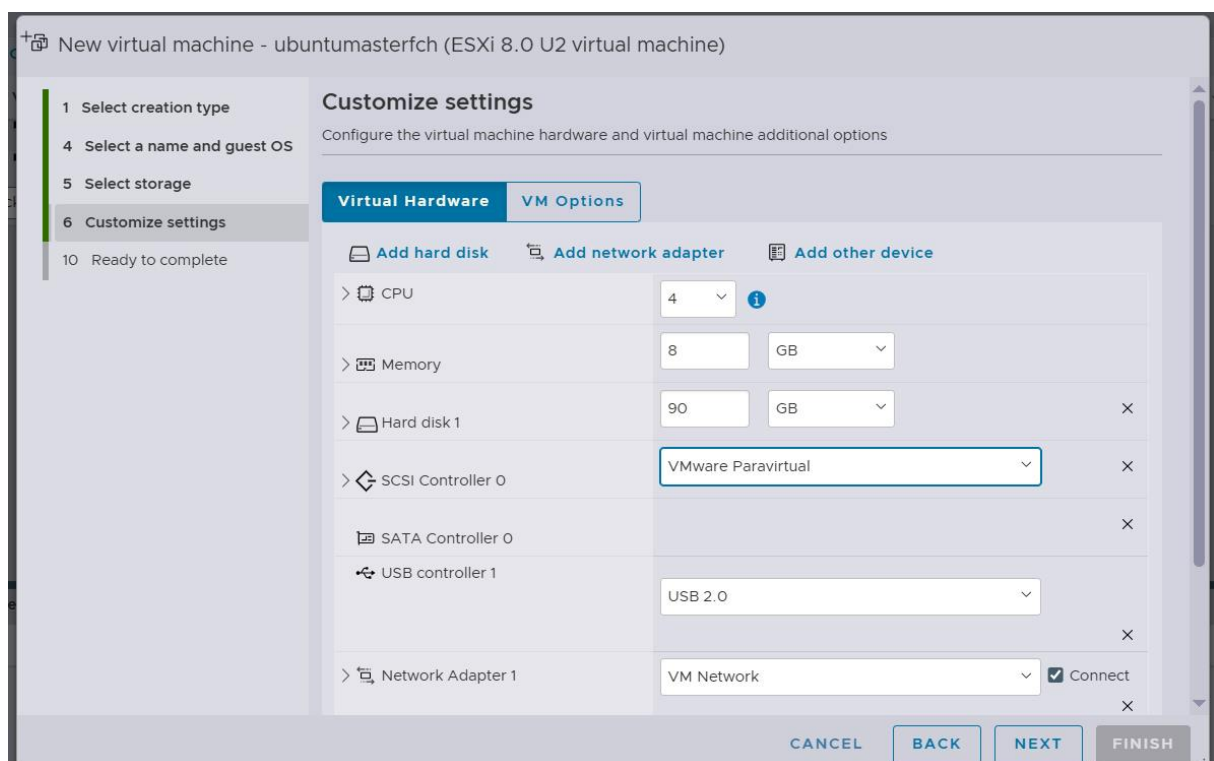 New virtual machine - ubuntumasterfch (ESXi 8.0 U2 virtual machine)
1 Select creation type
4 Select a name and guest OS
5 Select storage
6 Customize settings
10 Ready to complete
Customize settings
Configure the virtual machine hardware and virtual machine additional options
Virtual Hardware VM Options
Add hard disk Add network adapter Add other device
CPU 4
Memory 8 GB
Hard disk 1 90 GB
SCSI Controller 0 VMware Paravirtual
SATA Controller 0
USB controller 1
USB 2.0
Network Adapter 1 VM Network Connect
CANCEL BACK NEXT FINISH